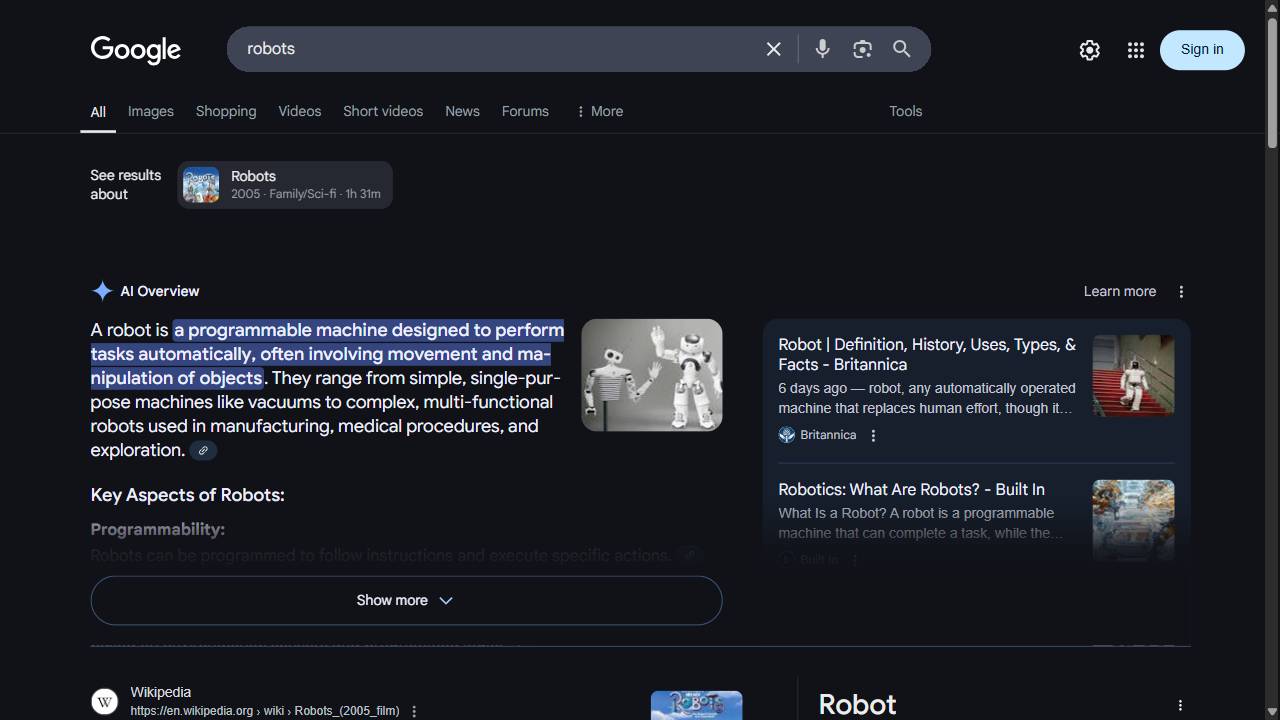 Google
robots
Sign in
All
Images
Shopping
Videos
Short videos
News
Forums
More
Tools
See results
about
Robots
2005 · Family/Sci-fi · 1h 31m
AI Overview
Learn more
A robot is a programmable machine designed to perform
tasks automatically, often involving movement and ma-
nipulation of objects. They range from simple, single-pur-
pose machines like vacuums to complex, multi-functional
robots used in manufacturing, medical procedures, and
exploration.
Key Aspects of Robots:
Programmability:
Robots can be programmed to follow instructions and execute specific actions.
Show more
Robot | Definition, History, Uses, Types, &
Facts - Britannica
6 days ago — robot, any automatically operated
machine that replaces human effort, though it...
Britannica
Robotics: What Are Robots? - Built In
What Is a Robot? A robot is a programmable
machine that can complete a task, while the...
Built In
W
Wikipedia
https://en.wikipedia.org › wiki › Robots_(2005_film)
ROBOTS
Robot